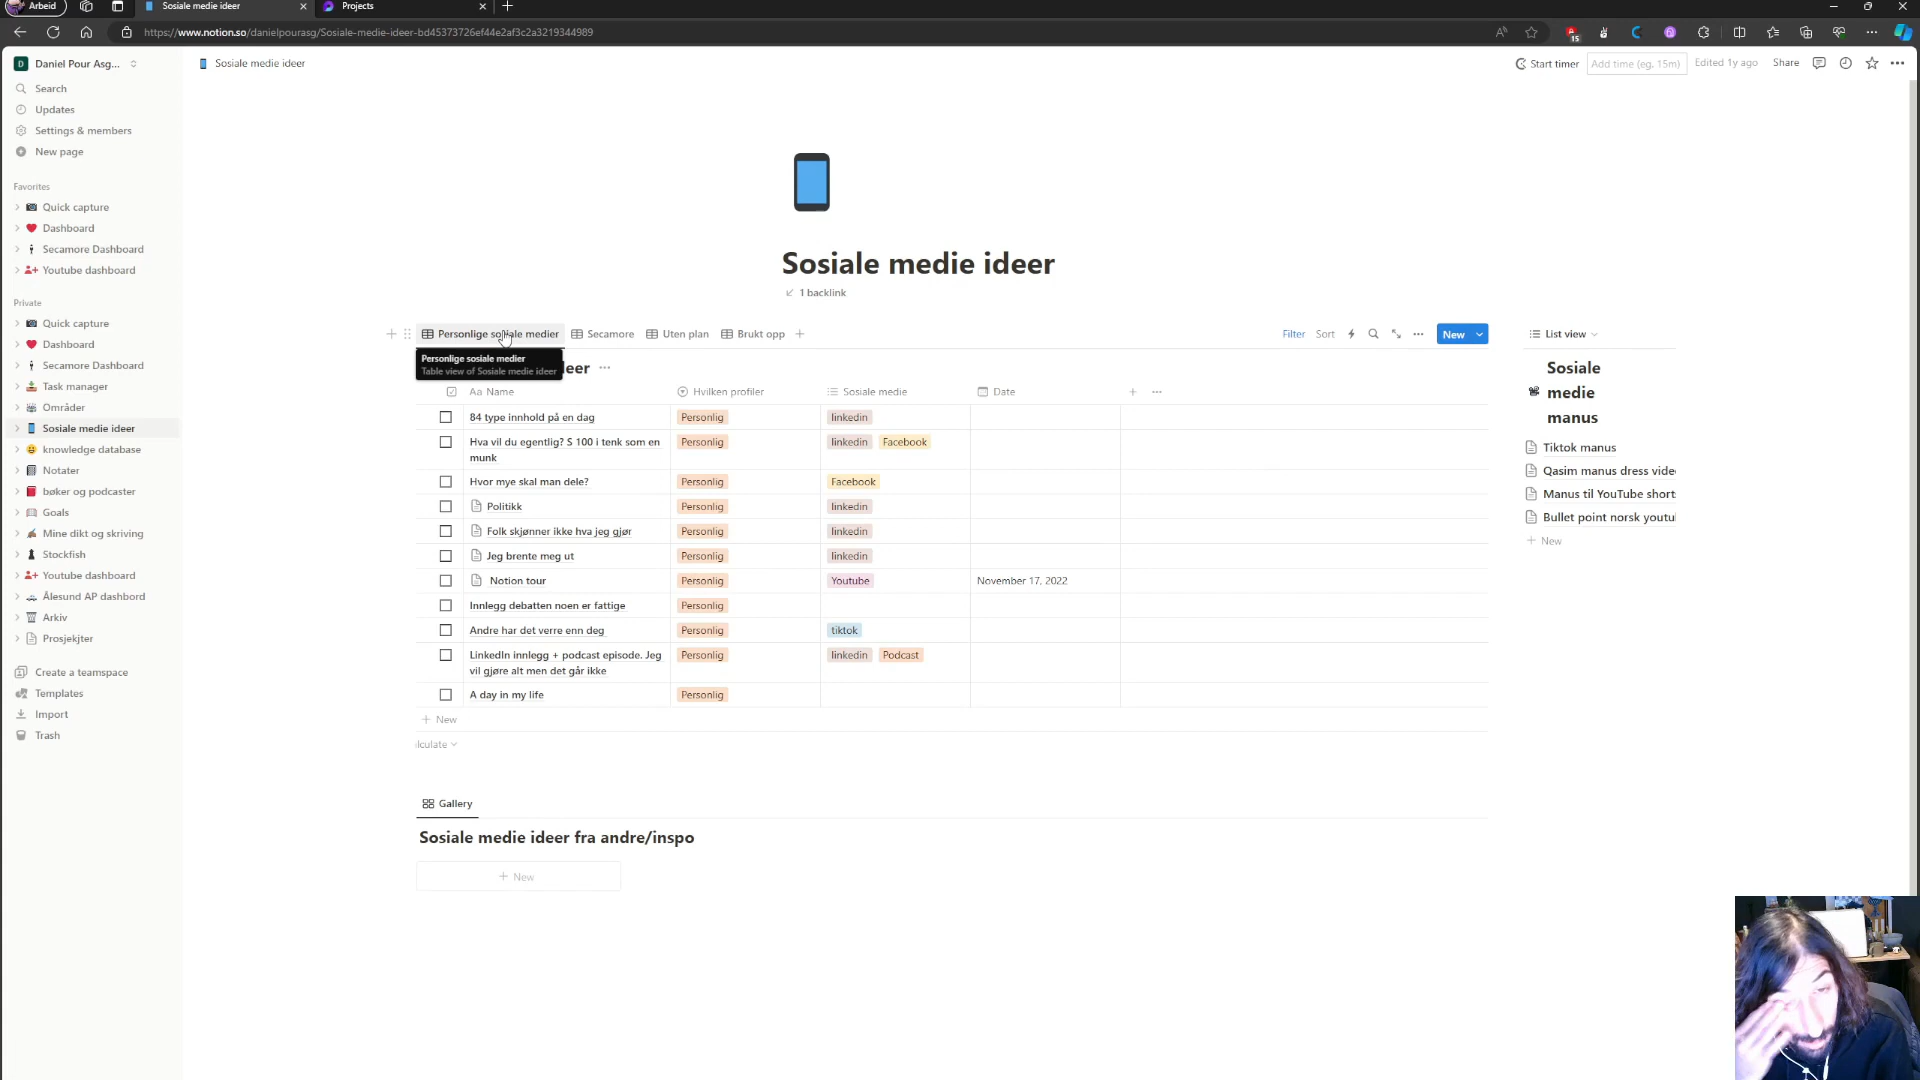 Arbeid
Sosiale medie ideer
Projects
https://www.notion.so/danielpourasg/Sosiale-medie-ideer-bd45373726ef44e2af3c2a3219344989
15
D Daniel Pour Asg...
Sosiale medie ideer
Start timer
Add time (eg, 15m)
Edited 1y ago
Share
Search
Updates
Settings & members
New page
Favorites
Quick capture
Dashboard
Secamore Dashboard
Youtube dashboard
Private
Quick capture
Dashboard
Secamore Dashboard
Task manager
Områder
Sosiale medie ideer
knowledge database
Notater
bøker og podcaster
Goals
Mine dikt og skriving
Stockfish
Youtube dashboard
Ålesund AP dashbord
Arkiv
Prosjekjter
Create a teamspace
Templates
Import
Trash
Sosiale medie ideer
1 backlink
Personlige sosiale medier
Secamore
Uten plan
Brukt opp
Filter
Sort
New
Personlige sosiale medier
Table view of Sosiale medie ideer
eer
Aa Name
Hvilken profiler
Sosiale medie
Date
84 type innhold på en dag Personlig linkedin
Hva vil du egentlig? S 100 i tenk som en Personlig linkedin Facebook
munk
Hvor mye skal man dele? Personlig Facebook
Politikk Personlig linkedin
Folk skjønner ikke hva jeg gjør Personlig linkedin
Jeg brente meg ut Personlig linkedin
Notion tour Personlig Youtube November 17, 2022
Innlegg debatten noen er fattige Personlig
Andre har det verre enn deg Personlig tiktok
LinkedIn innlegg + podcast episode. Jeg Personlig linkedin Podcast
vil gjøre alt men det går ikke
A day in my life Personlig
New
lculate
Gallery
Sosiale medie ideer fra andre/inspo
New
List view
Sosiale
medie
manus
Tiktok manus
Qasim manus dress vide
Manus til YouTube short
Bullet point norsk youtu
New